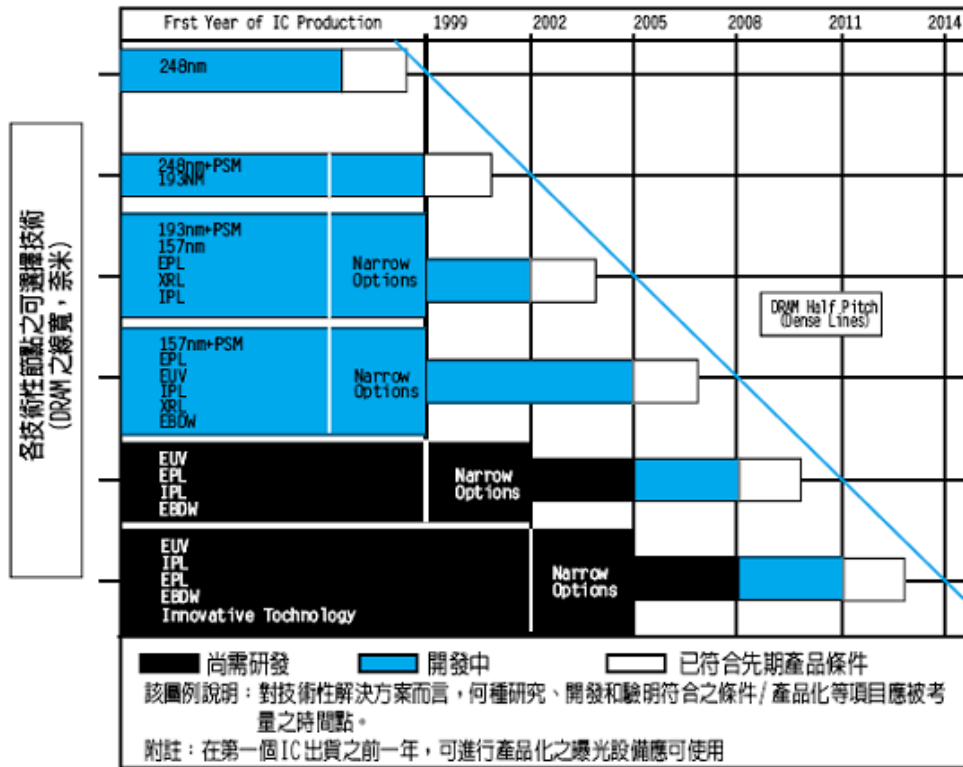 Frst Year of IC Production 1999 2002 2005 2008 2011 2014
各技術性節點之可選擇技術
(DRAM之線寬，奈米)
248nm
248nm+PSM
193NM
193nm+PSM
157nm
EPL
XRL
IPL
Narrow
Options
DRAM Half Pitch
(Dense Lines)
157nm+PSM
EPL
EUV
IPL
XRL
EBDW
Narrow
Options
EUV
EPL
IPL
EBDW
Narrow
Options
EUV
IPL
EPL
EBDW
Innovative Technology
Narrow
Options
尚需研發 開發中 已符合先期產品條件
該圖例說明：對技術性解決方案而言，何種研究、開發和驗明符合之條件/產品化等項目應被考
量之時間點。
附註：在第一個IC出貨之前一年，可進行產品化之曝光設備應可使用